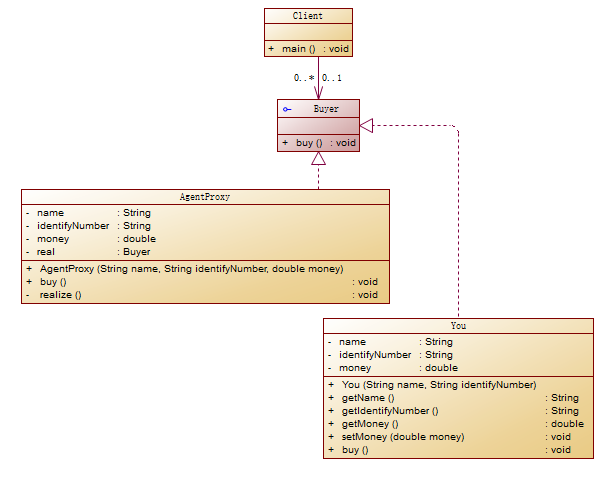 Client
+ main () : void
0..* 0..1
Buyer
+ buy () : void
AgentProxy
- name : String
- identifyNumber : String
- money : double
- real : Buyer
+ AgentProxy (String name, String identifyNumber, double money)
+ buy () : void
- realize () : void
You
- name : String
- identifyNumber : String
- money : double
+ You (String name, String identifyNumber)
+ getName () : String
+ getIdentifyNumber () : String
+ getMoney () : double
+ setMoney (double money) : void
+ buy () : void